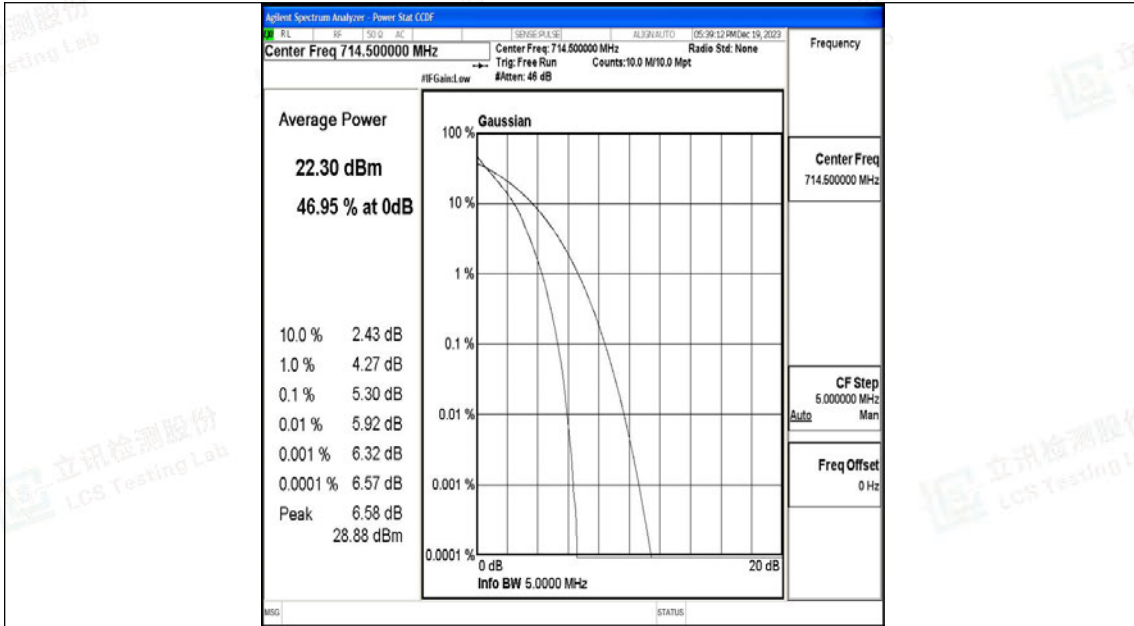 Agilent Spectrum Analyzer - Power Stat CCDF
RL RF 50 Ω AC SENSE:PULSE ALIGNAUTO 05:39:12 PM Dec 19, 2023
Center Freq 714.500000 MHz
Center Freq: 714.500000 MHz Radio Std: None
Trig: Free Run Counts:10.0 M/10.0 Mpt
#IFGain:Low #Atten: 46 dB
Frequency
Average Power
22.30 dBm
46.95 % at 0dB
10.0 % 2.43 dB
1.0 % 4.27 dB
0.1 % 5.30 dB
0.01 % 5.92 dB
0.001 % 6.32 dB
0.0001 % 6.57 dB
Peak 6.58 dB
28.88 dBm
Gaussian
100 %
10 %
1 %
0.1 %
0.01 %
0.001 %
0.0001 %
0 dB 20 dB
Info BW 5.0000 MHz
Center Freq
714.500000 MHz
CF Step
5.000000 MHz
Auto Man
Freq Offset
0 Hz
MSG STATUS
立讯检测股份
LCS Testing Lab
立讯检测股份